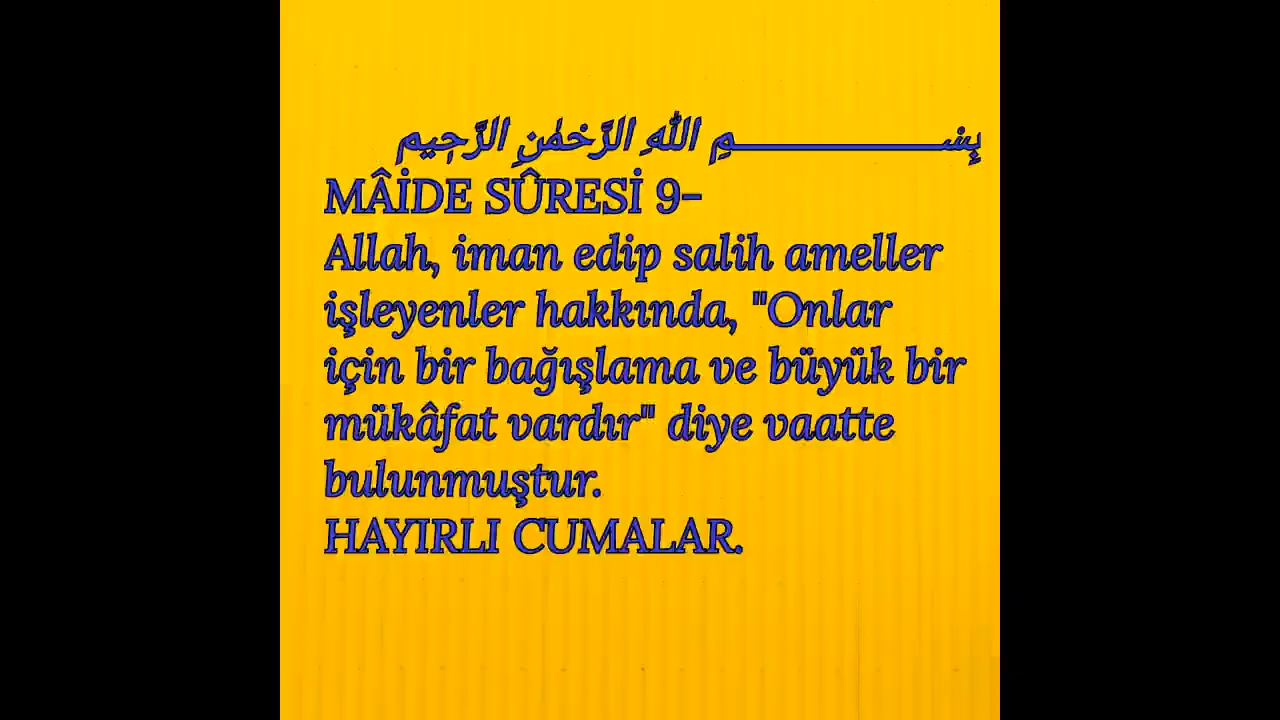 بِسْــــــــــــــــمِ اللّٰهِ الرَّحْمٰنِ الرَّحِيمِ
MÂİDE SÛRESİ 9-
Allah, iman edip salih ameller
işleyenler hakkında, "Onlar
için bir bağışlama ve büyük bir
mükâfat vardır" diye vaatte
bulunmuştur.
HAYIRLI CUMALAR.